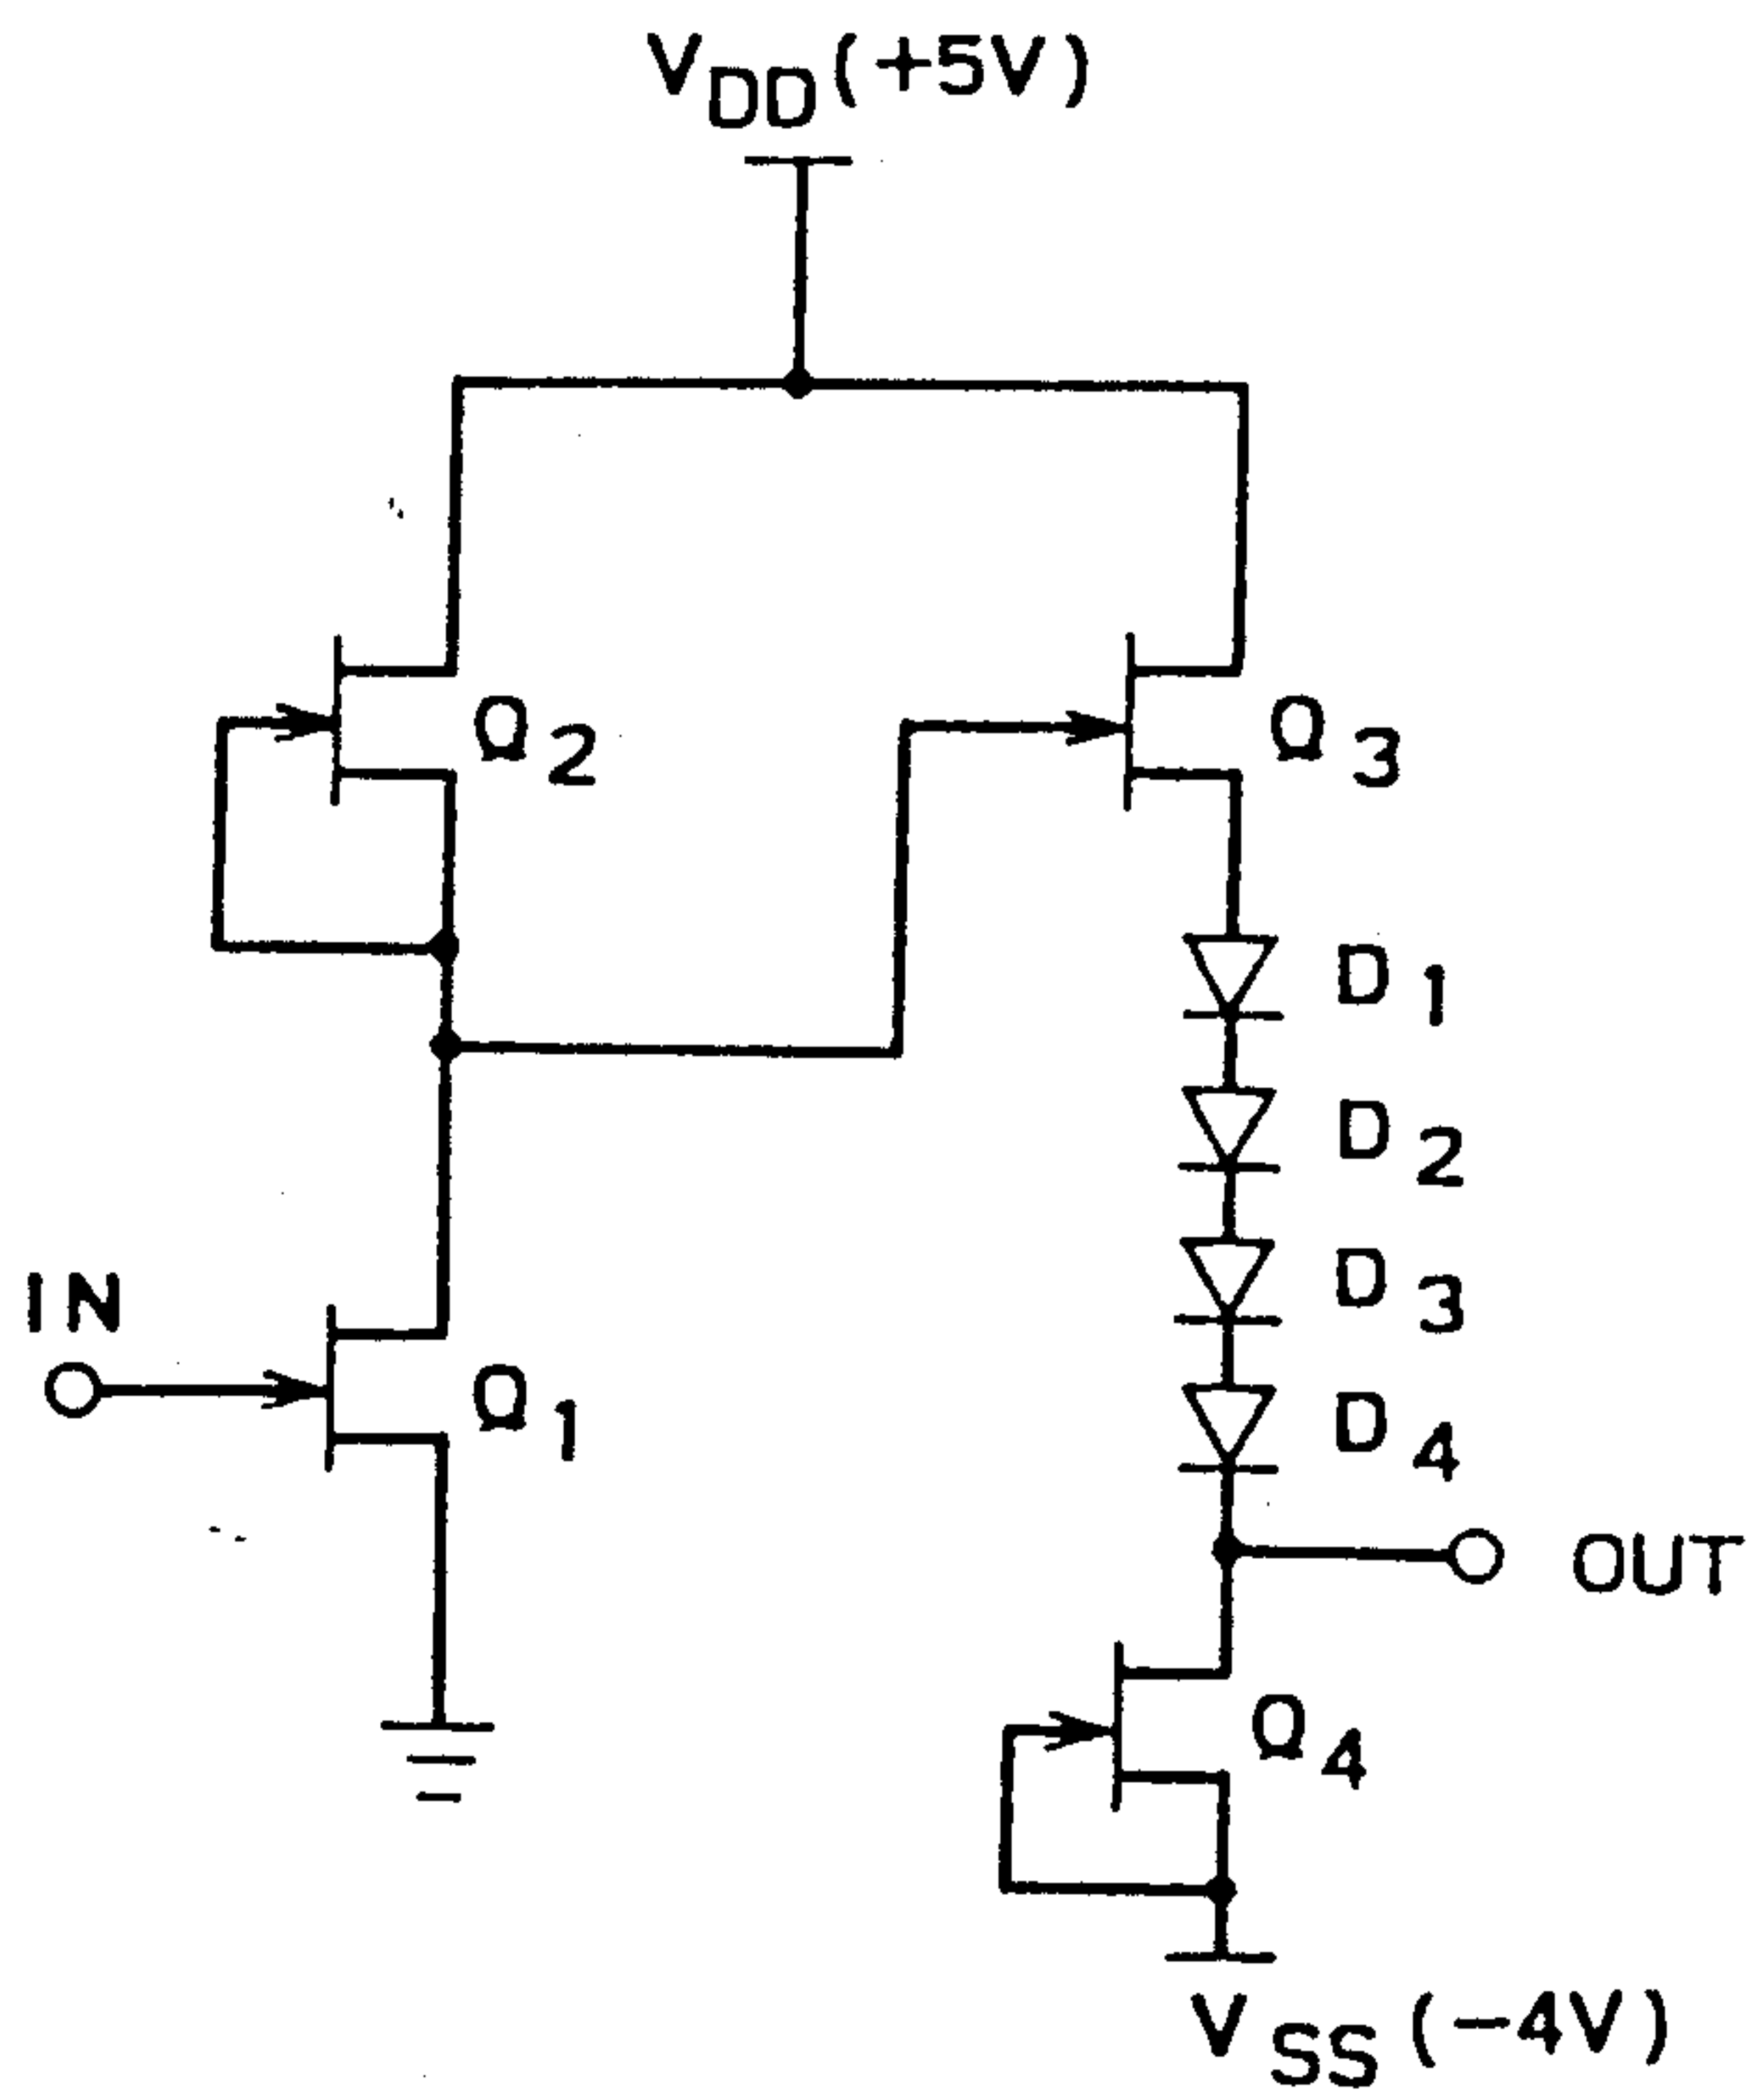 VDD(+5V)
Q2
Q3
D1
D2
IN
D3
Q1
D4
OUT
Q4
VSS(-4V)